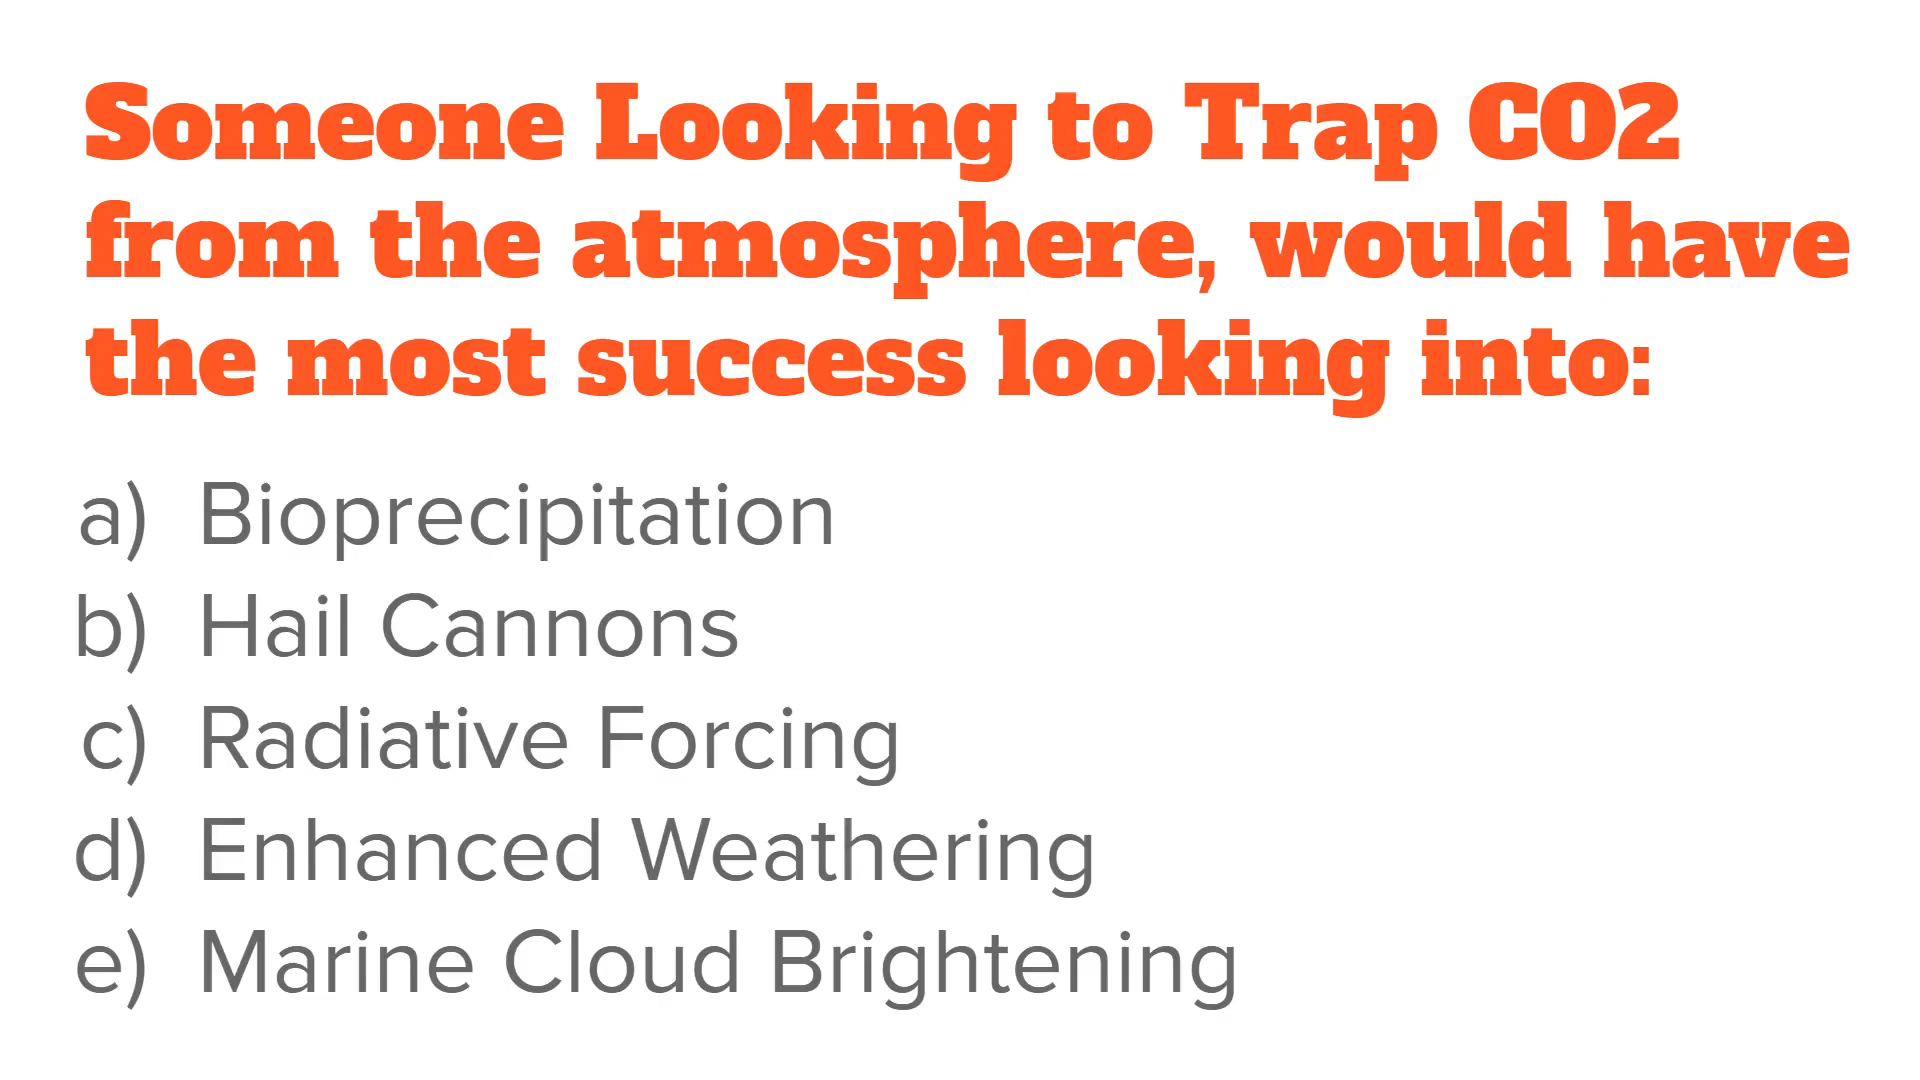 Someone Looking to Trap CO2
from the atmosphere, would have
the most success looking into:
a) Bioprecipitation
b) Hail Cannons
c) Radiative Forcing
d) Enhanced Weathering
e) Marine Cloud Brightening